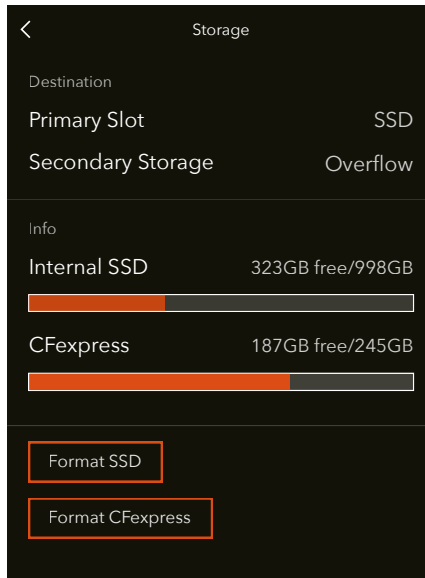 Storage
Destination
Primary Slot SSD
Secondary Storage Overflow
Info
Internal SSD 323GB free/998GB
CFexpress 187GB free/245GB
Format SSD
Format CFexpress